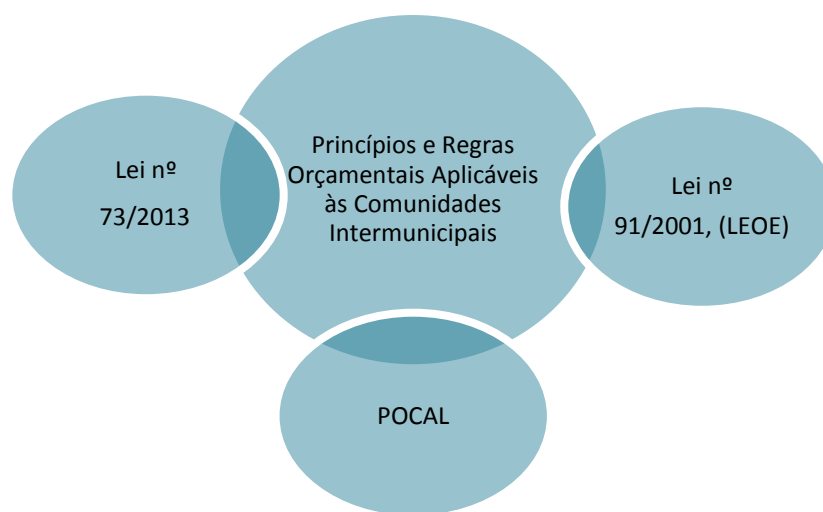 Princípios e Regras
Orçamentais Aplicáveis
às Comunidades
Intermunicipais
Lei nº
73/2013
Lei nº
91/2001, (LEOE)
POCAL